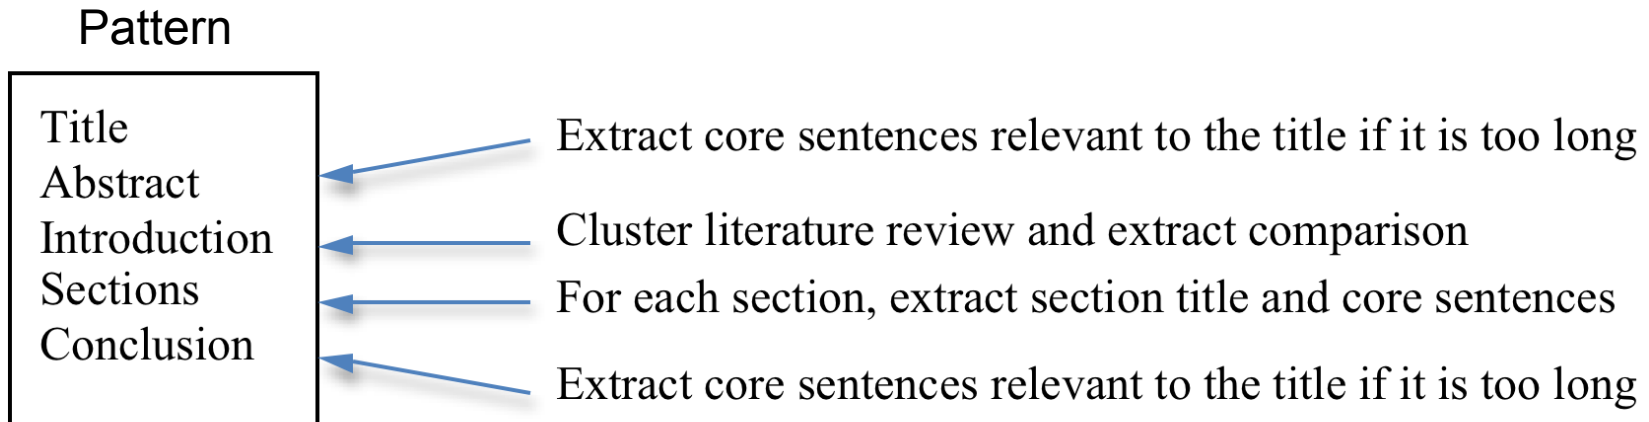 Pattern
Title
Abstract
Introduction
Sections
Conclusion
Extract core sentences relevant to the title if it is too long
Cluster literature review and extract comparison
For each section, extract section title and core sentences
Extract core sentences relevant to the title if it is too long